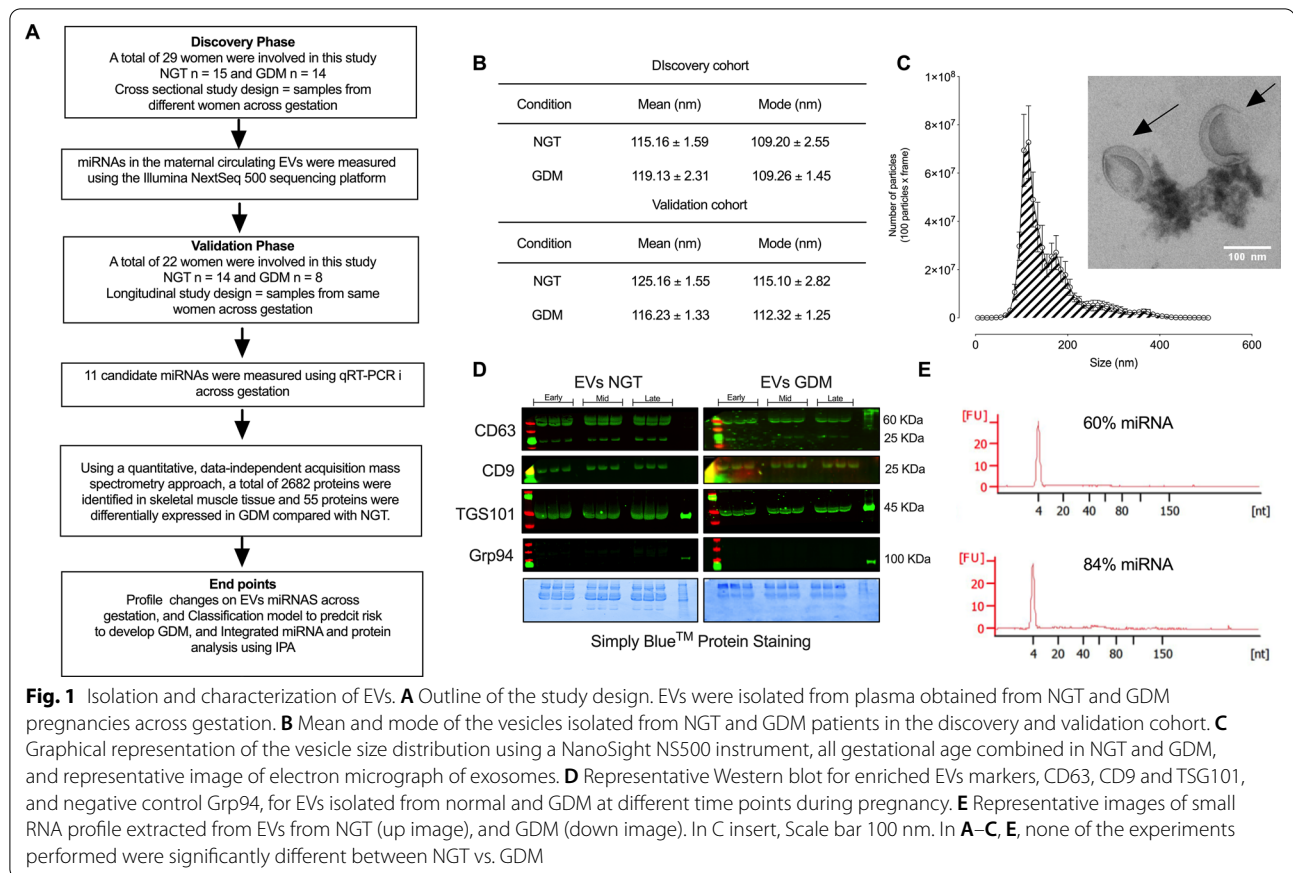 A
Discovery Phase
A total of 29 women were involved in this study
NGT n = 15 and GDM n = 14
Cross sectional study design = samples from
different women across gestation
miRNAs in the maternal circulating EVs were measured
using the Illumina NextSeq 500 sequencing platform
Validation Phase
A total of 22 women were involved in this study
NGT n = 14 and GDM n = 8
Longitudinal study design = samples from same
women across gestation
11 candidate miRNAs were measured using qRT-PCR i
across gestation
Using a quantitative, data-independent acquisition mass
spectrometry approach, a total of 2682 proteins were
identified in skeletal muscle tissue and 55 proteins were
differentially expressed in GDM compared with NGT.
End points
Profile changes on EVs miRNAS across
gestation, and Classification model to predcit risk
to develop GDM, and Integrated miRNA and protein
analysis using IPA
B
DIscovery cohort
Condition Mean (nm) Mode (nm)
NGT 115.16 ± 1.59 109.20 ± 2.55
GDM 119.13 ± 2.31 109.26 ± 1.45
Validation cohort
Condition Mean (nm) Mode (nm)
NGT 125.16 ± 1.55 115.10 ± 2.82
GDM 116.23 ± 1.33 112.32 ± 1.25
C
Number of particles
(100 particles x frame)
1×10⁸
8×10⁷
6×10⁷
4×10⁷
2×10⁷
0
0 200 400 600
Size (nm)
100 nm
D
EVs NGT EVs GDM
Early Mid Late Early Mid Late
CD63 60 KDa
25 KDa
CD9 25 KDa
TGS101 45 KDa
Grp94 100 KDa
Simply Blue™ Protein Staining
E
[FU] 60% miRNA
20
10
0
4 20 40 80 150 [nt]
[FU] 84% miRNA
20
10
0
4 20 40 80 150 [nt]
Fig. 1 Isolation and characterization of EVs. A Outline of the study design. EVs were isolated from plasma obtained from NGT and GDM
pregnancies across gestation. B Mean and mode of the vesicles isolated from NGT and GDM patients in the discovery and validation cohort. C
Graphical representation of the vesicle size distribution using a NanoSight NS500 instrument, all gestational age combined in NGT and GDM,
and representative image of electron micrograph of exosomes. D Representative Western blot for enriched EVs markers, CD63, CD9 and TSG101,
and negative control Grp94, for EVs isolated from normal and GDM at different time points during pregnancy. E Representative images of small
RNA profile extracted from EVs from NGT (up image), and GDM (down image). In C insert, Scale bar 100 nm. In A–C, E, none of the experiments
performed were significantly different between NGT vs. GDM